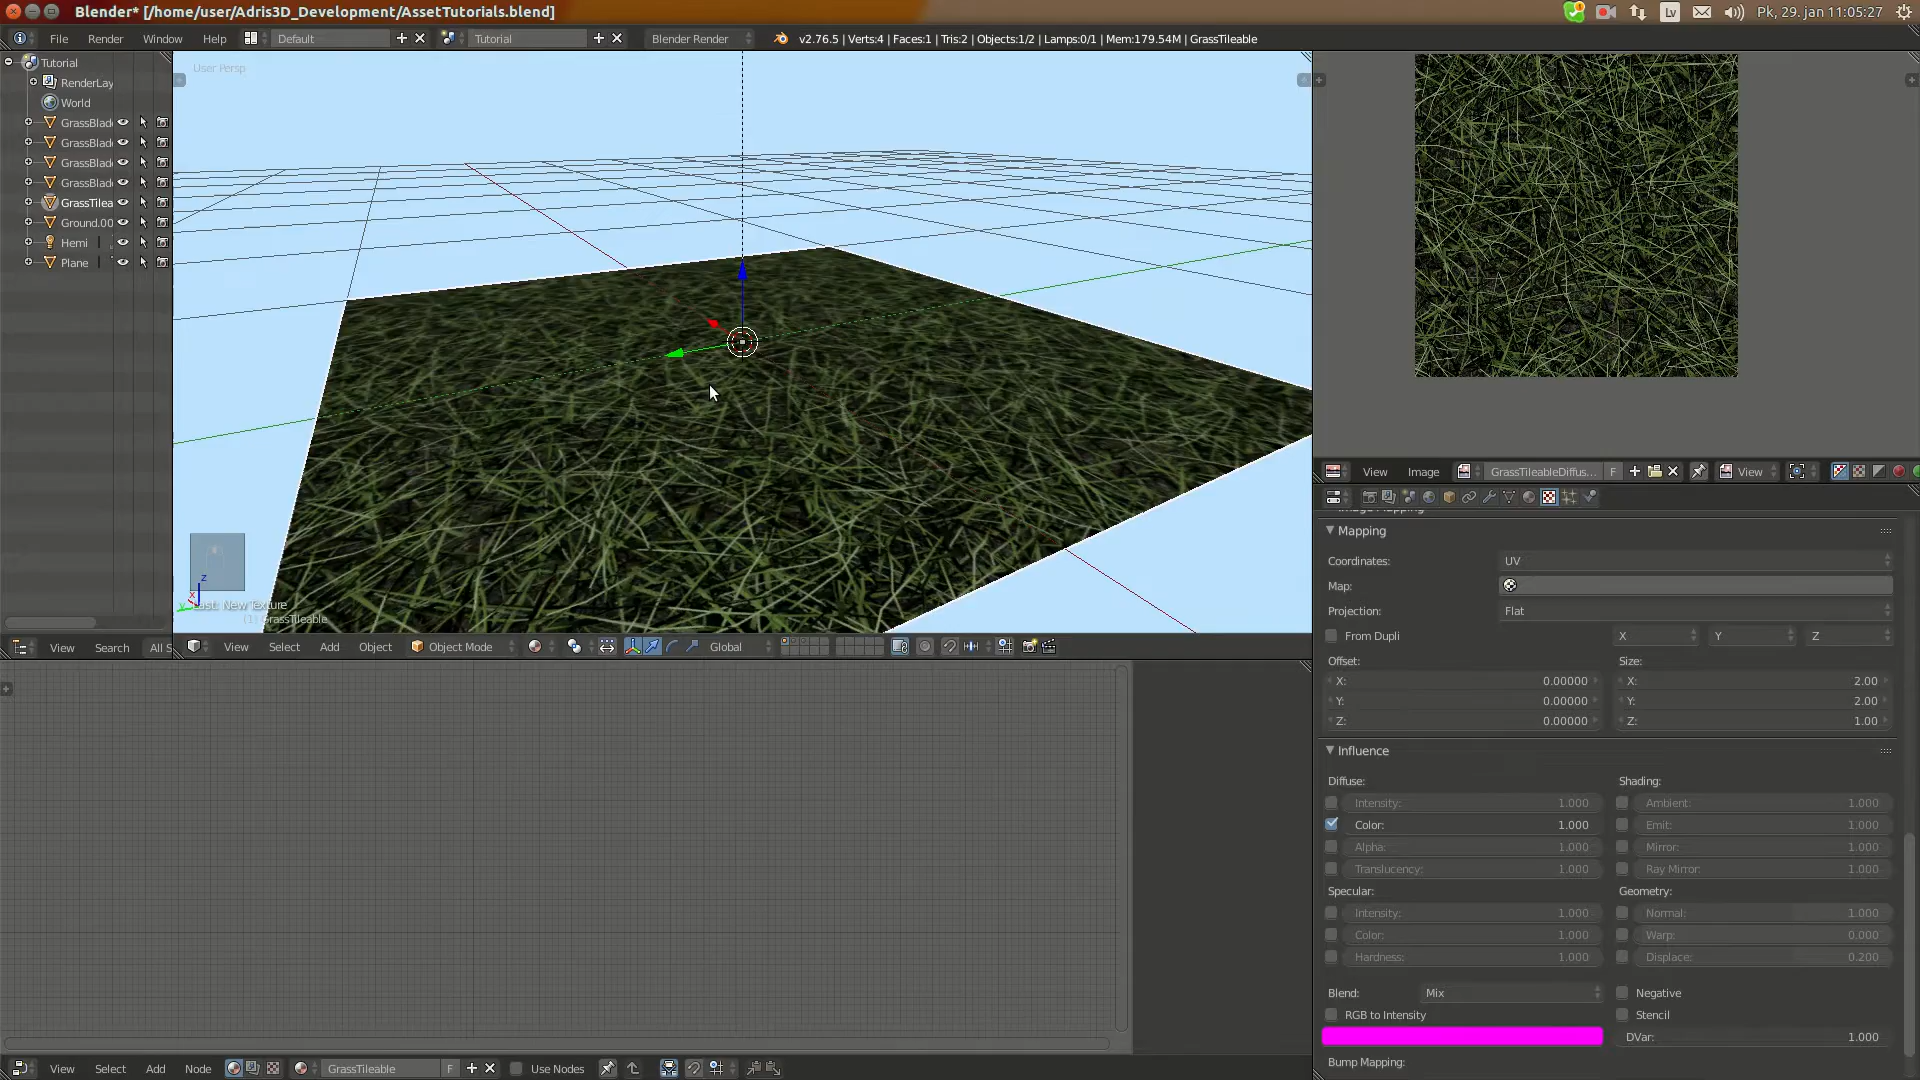 Blender* [/home/user/Adris3D_Development/AssetTutorials.blend]
Lv
Pk, 29. jan 11:05:27
File Render Window Help
Default
Tutorial
Blender Render
v2.76.5 | Verts:4 | Faces:1 | Tris:2 | Objects:1/2 | Lamps:0/1 | Mem:179.54M | GrassTileable
Tutorial
RenderLay
World
GrassBlad
GrassBlad
GrassBlad
GrassBlad
GrassTilea
Ground.00
Hemi
Plane
User Persp
z
x
y
Last: New Texture
(1) GrassTileable
View Search All S
View Select Add Object
Object Mode
Global
View Image
GrassTileableDiffus...
F
View
Image Mapping
Mapping
Coordinates: UV
Map:
Projection: Flat
From Dupli X Y Z
Offset: Size:
X: 0.00000 X: 2.00
Y: 0.00000 Y: 2.00
Z: 0.00000 Z: 1.00
Influence
Diffuse: Shading:
Intensity: 1.000 Ambient: 1.000
Color: 1.000 Emit: 1.000
Alpha: 1.000 Mirror: 1.000
Translucency: 1.000 Ray Mirror: 1.000
Specular: Geometry:
Intensity: 1.000 Normal: 1.000
Color: 1.000 Warp: 0.000
Hardness: 1.000 Displace: 0.200
Blend: Mix Negative
RGB to Intensity Stencil
DVar: 1.000
Bump Mapping:
View Select Add Node
GrassTileable
F
Use Nodes